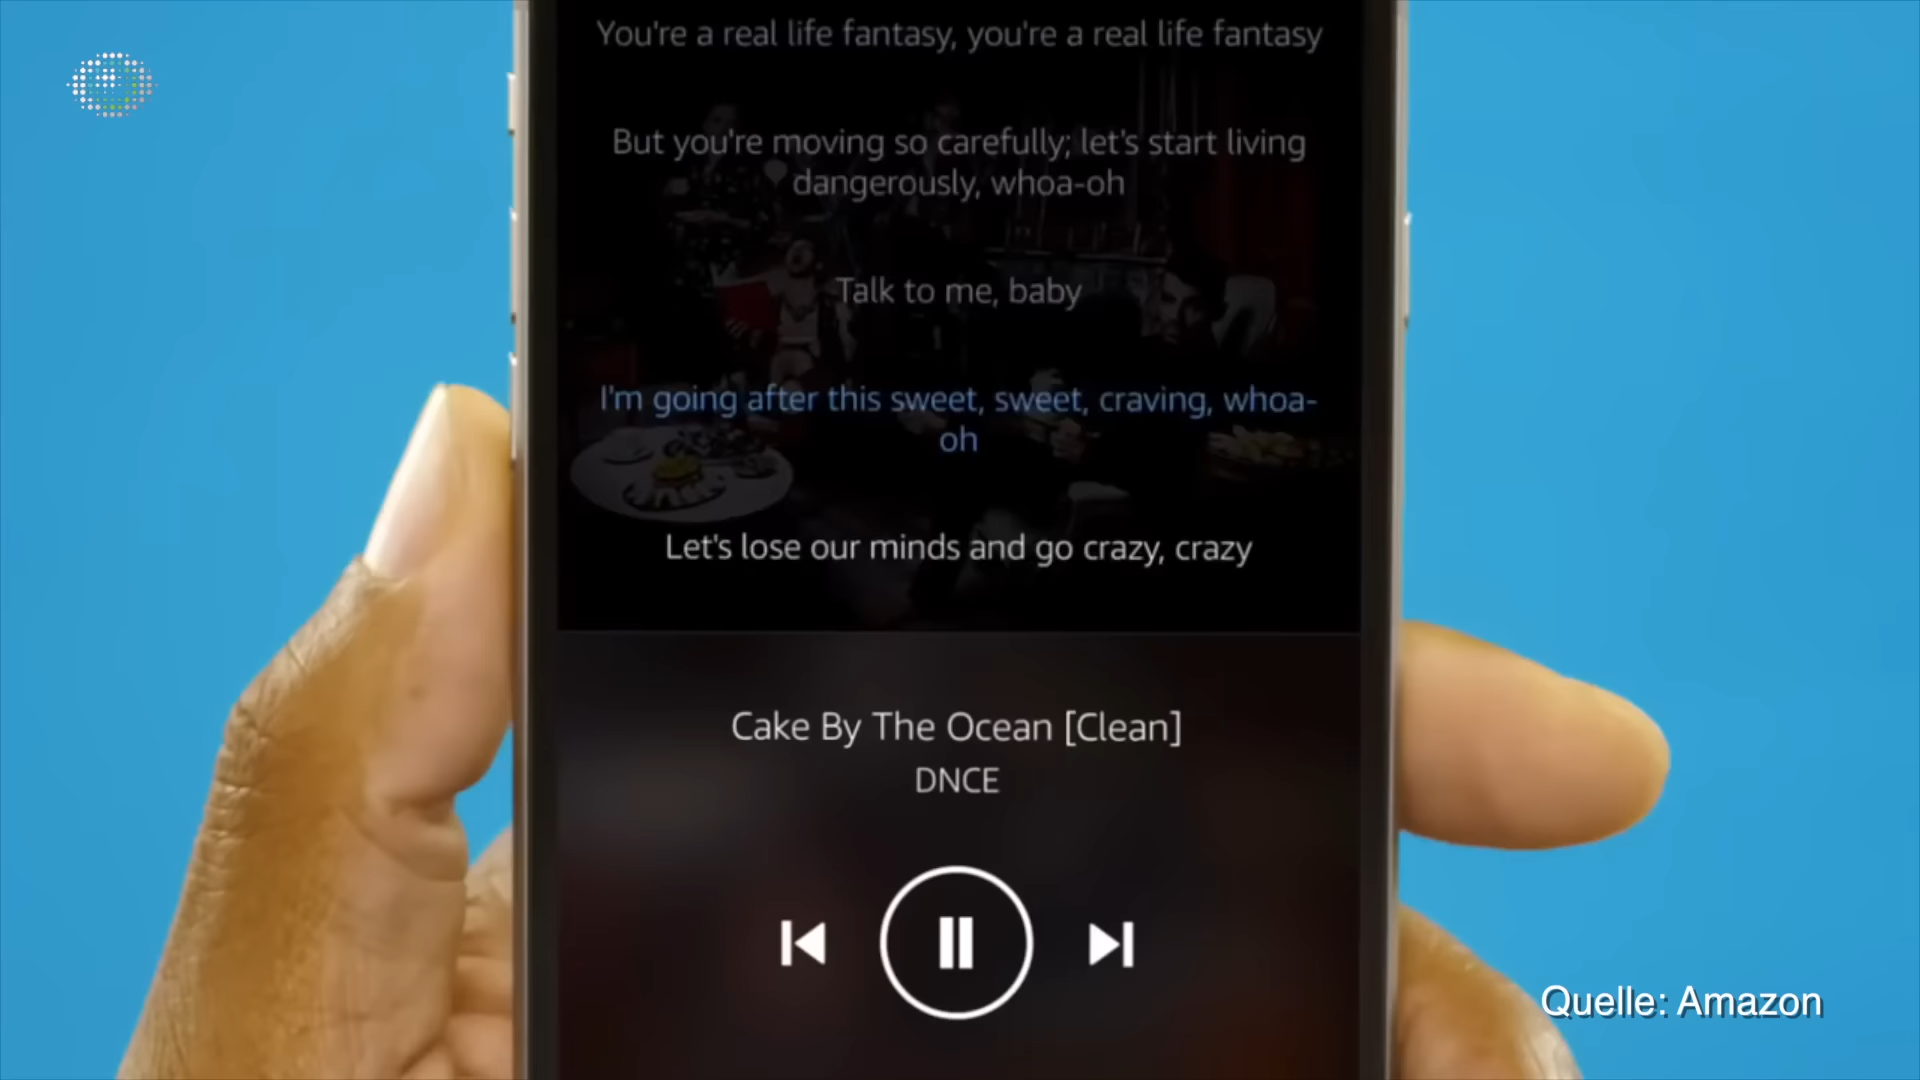 You're a real life fantasy, you're a real life fantasy
But you're moving so carefully; let's start living
dangerously, whoa-oh
Talk to me, baby
I'm going after this sweet, sweet, craving, whoa-
oh
Let's lose our minds and go crazy, crazy
Cake By The Ocean [Clean]
DNCE
Quelle: Amazon